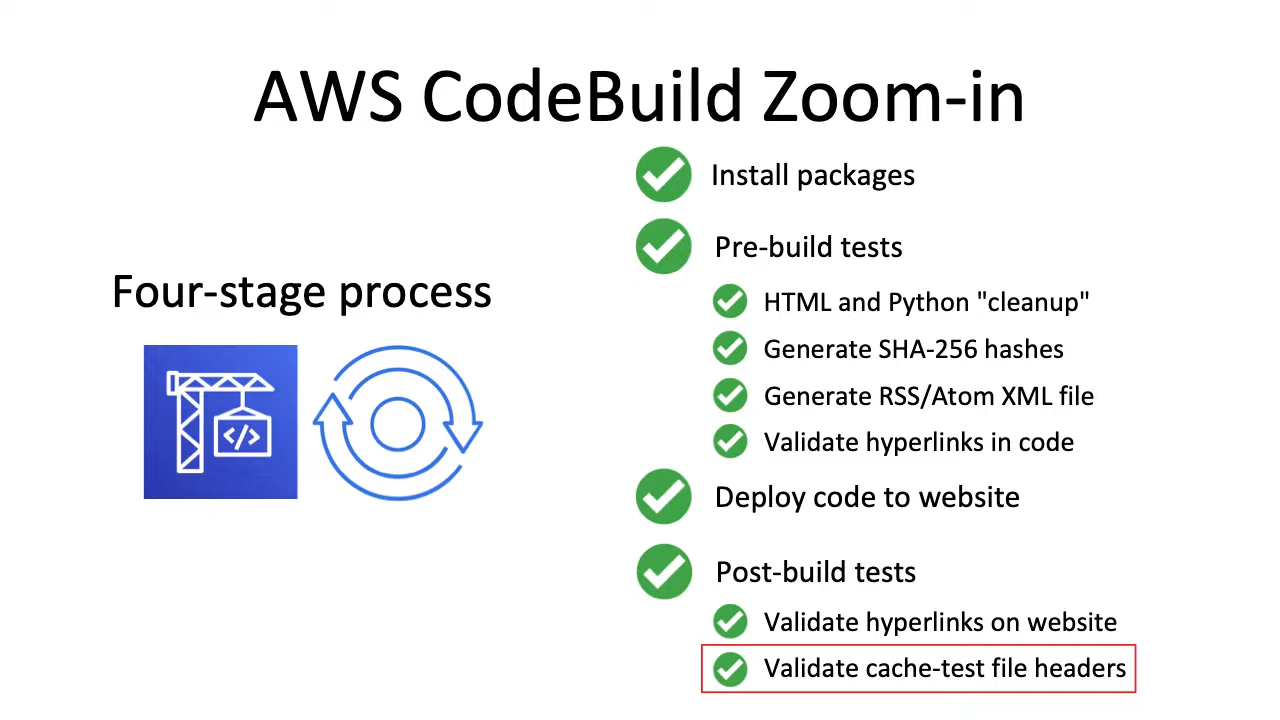 AWS CodeBuild Zoom-in
Four-stage process
</>
Install packages
Pre-build tests
HTML and Python "cleanup"
Generate SHA-256 hashes
Generate RSS/Atom XML file
Validate hyperlinks in code
Deploy code to website
Post-build tests
Validate hyperlinks on website
Validate cache-test file headers